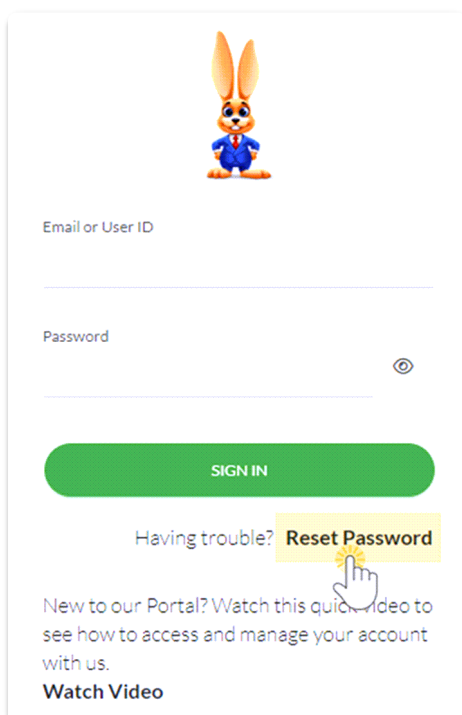 Email or User ID
Password
SIGN IN
Having trouble? Reset Password
New to our Portal? Watch this quick video to
see how to access and manage your account
with us.
Watch Video